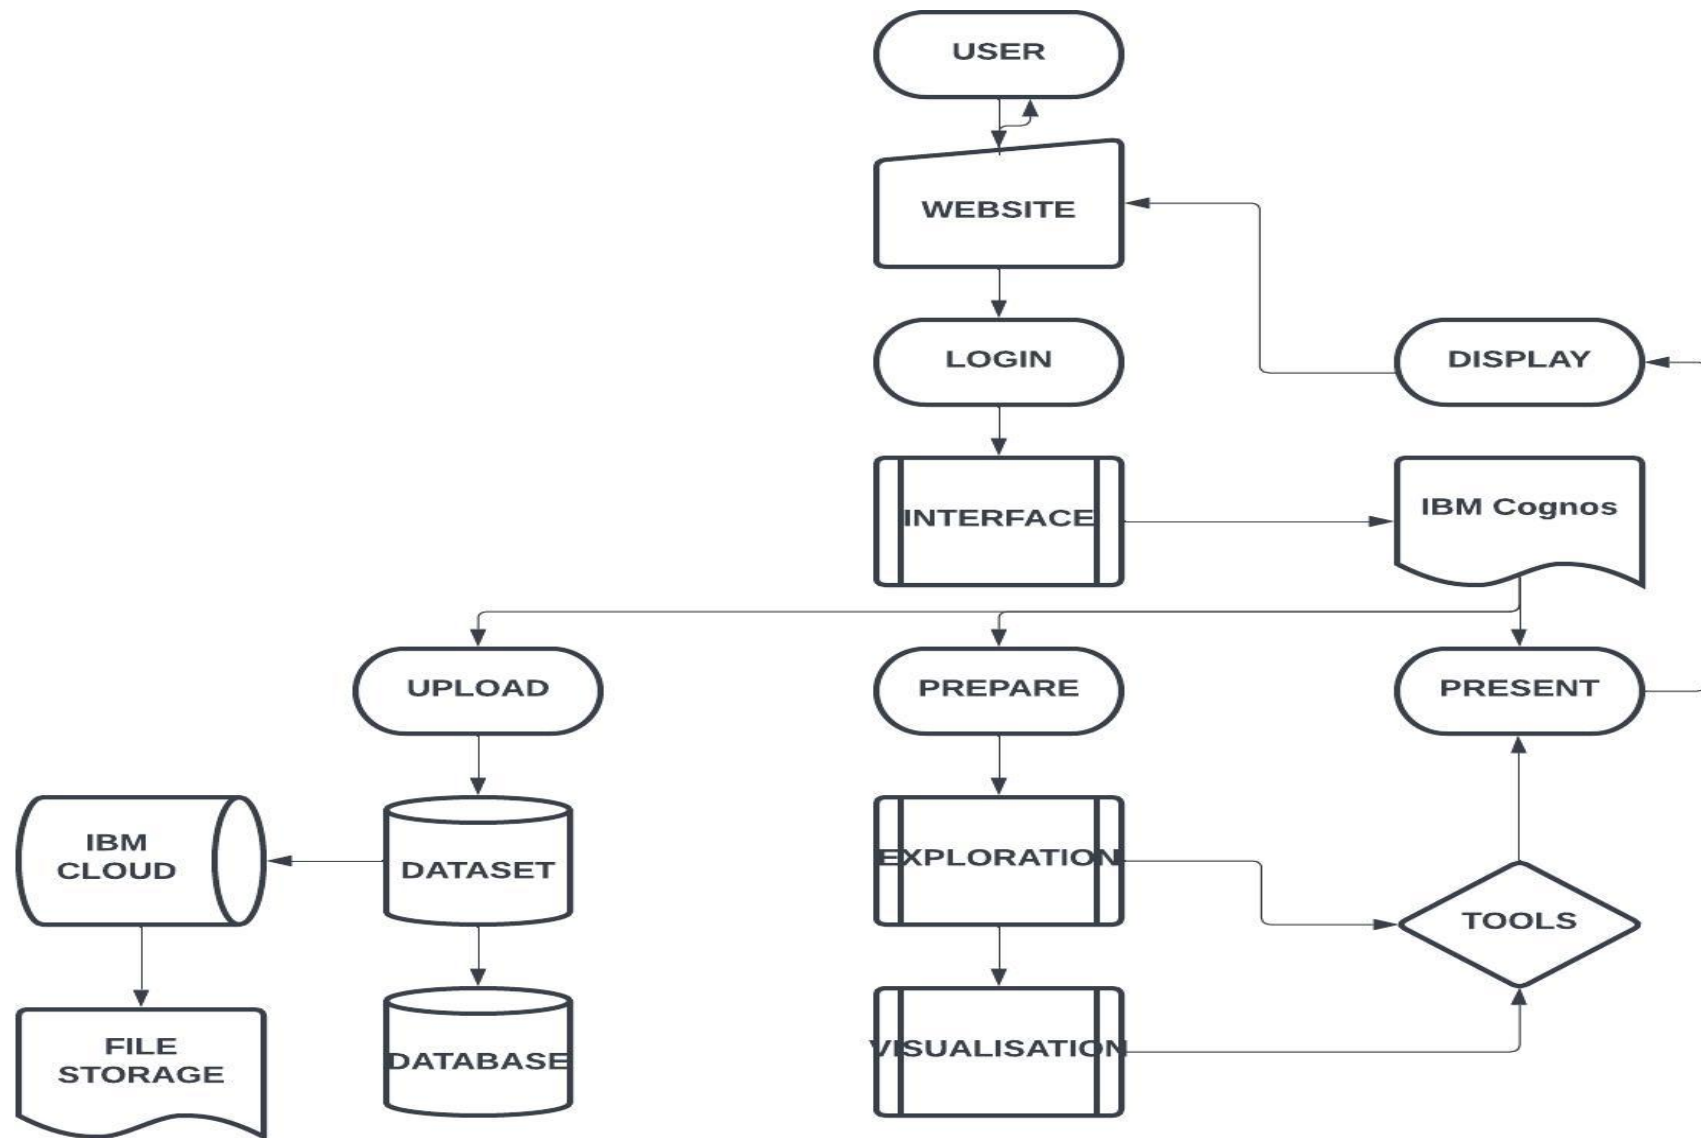 USER
WEBSITE
LOGIN
DISPLAY
INTERFACE
IBM Cognos
UPLOAD
PREPARE
PRESENT
IBM
CLOUD
DATASET
EXPLORATION
TOOLS
FILE
STORAGE
DATABASE
VISUALISATION